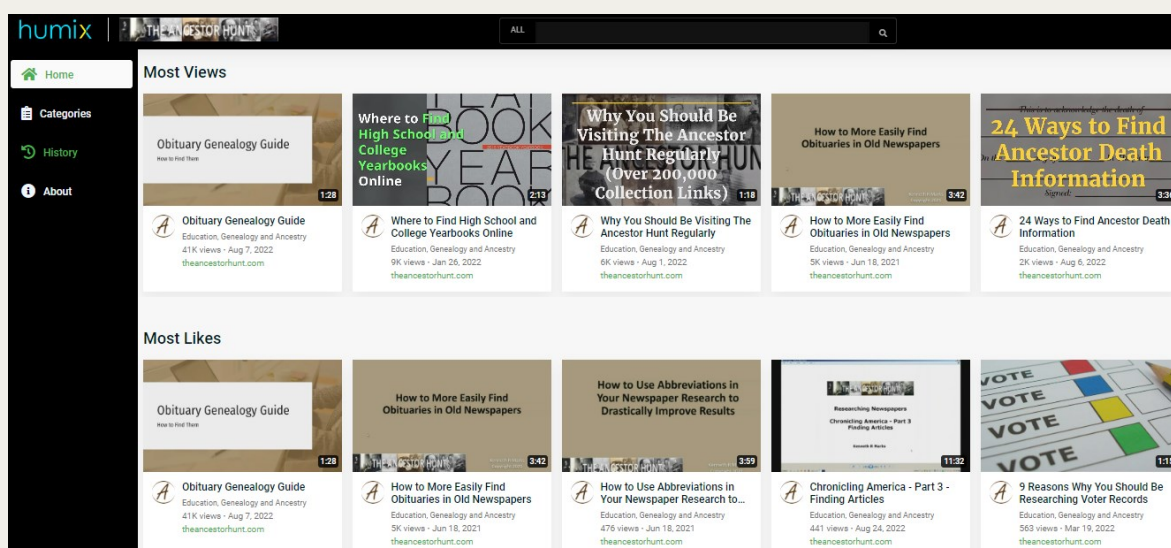 humix THE ANCESTOR HUNT
ALL
Home
Categories
History
About
Most Views
Obituary Genealogy Guide
How to Find Them
1:28
Where to Find
High School and
College
Yearbooks
Online
YEAR
BOOK
YEAR
BOOK
2:13
Why You Should Be
Visiting The Ancestor
Hunt Regularly
(Over 200,000
Collection Links)
1:18
How to More Easily Find
Obituaries in Old Newspapers
THE ANCESTOR HUNT
3:42
This is to acknowledge the death of
24 Ways to Find
Ancestor Death
Information
Signed:
3:36
Obituary Genealogy Guide
Education, Genealogy and Ancestry
41K views - Aug 7, 2022
theancestorhunt.com
Where to Find High School and
College Yearbooks Online
Education, Genealogy and Ancestry
9K views - Jan 26, 2022
theancestorhunt.com
Why You Should Be Visiting The
Ancestor Hunt Regularly
Education, Genealogy and Ancestry
6K views - Aug 1, 2022
theancestorhunt.com
How to More Easily Find
Obituaries in Old Newspapers
Education, Genealogy and Ancestry
5K views - Jun 18, 2021
theancestorhunt.com
24 Ways to Find Ancestor Death
Information
Education, Genealogy and Ancestry
2K views - Aug 6, 2022
theancestorhunt.com
Most Likes
Obituary Genealogy Guide
How to Find Them
1:28
How to More Easily Find
Obituaries in Old Newspapers
THE ANCESTOR HUNT
3:42
How to Use Abbreviations in
Your Newspaper Research to
Drastically Improve Results
THE ANCESTOR HUNT
3:59
THE ANCESTOR HUNT
Researching Newspapers
Chronicling America - Part 3
Finding Articles
Kenneth R Marks
11:32
VOTE
VOTE
VOTE
VOTE
Obituary Genealogy Guide
Education, Genealogy and Ancestry
41K views - Aug 7, 2022
theancestorhunt.com
How to More Easily Find
Obituaries in Old Newspapers
Education, Genealogy and Ancestry
5K views - Jun 18, 2021
theancestorhunt.com
How to Use Abbreviations in
Your Newspaper Research to...
Education, Genealogy and Ancestry
476 views - Jun 18, 2021
theancestorhunt.com
Chronicling America - Part 3 -
Finding Articles
Education, Genealogy and Ancestry
441 views - Aug 24, 2022
theancestorhunt.com
9 Reasons Why You Should Be
Researching Voter Records
Education, Genealogy and Ancestry
563 views - Mar 19, 2022
theancestorhunt.com